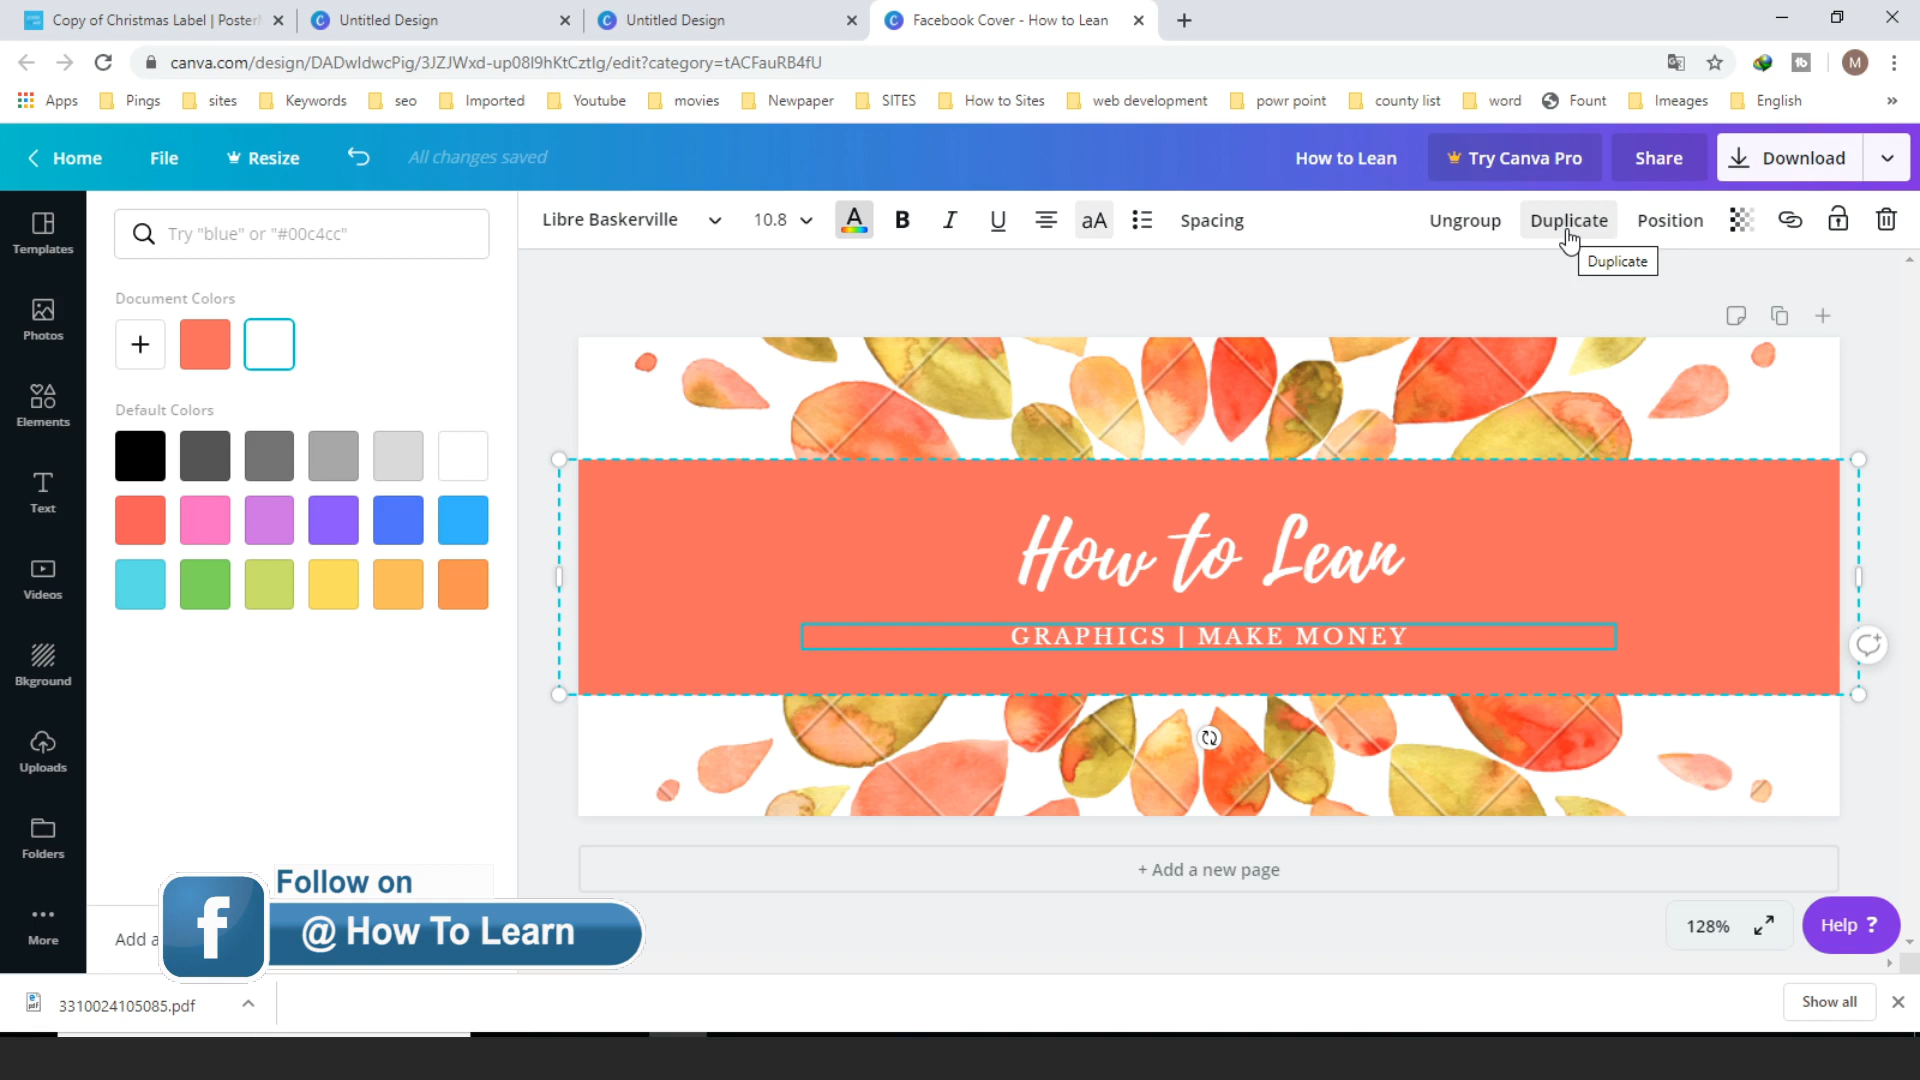 Copy of Christmas Label | Poster
Untitled Design
Untitled Design
Facebook Cover - How to Lean
canva.com/design/DADwldwcPig/3JZJWxd-up08l9hKtCztlg/edit?category=tACFauRB4fU
M
Apps
Pings
sites
Keywords
seo
Imported
Youtube
movies
Newpaper
SITES
How to Sites
web development
powr point
county list
word
Fount
Imeages
English
»
Home
File
Resize
All changes saved
How to Lean
Try Canva Pro
Share
Download
Templates
Photos
Elements
Text
Videos
Bkground
Uploads
Folders
More
Try "blue" or "#00c4cc"
Document Colors
Default Colors
Libre Baskerville
10.8
A
B
I
U
aA
Spacing
Ungroup
Duplicate
Position
Duplicate
How to Lean
GRAPHICS | MAKE MONEY
+ Add a new page
128%
Help ?
Add a
Follow on
f
@ How To Learn
3310024105085.pdf
Show all